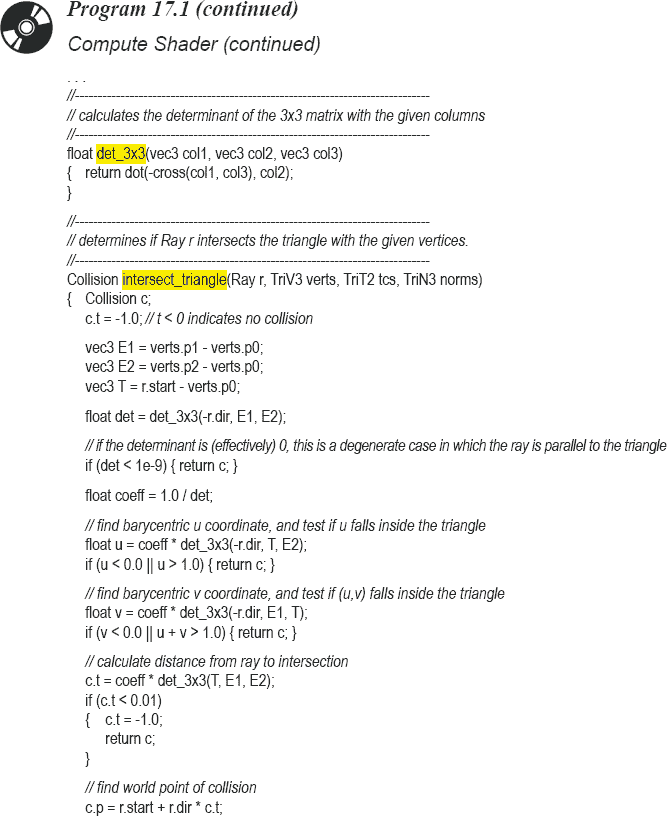 Program 17.1 (continued)
Compute Shader (continued)
. . .
//------------------------------------------------------------------------------
// calculates the determinant of the 3x3 matrix with the given columns
//------------------------------------------------------------------------------
float det_3x3(vec3 col1, vec3 col2, vec3 col3)
{ return dot(-cross(col1, col3), col2);
}
//------------------------------------------------------------------------------
// determines if Ray r intersects the triangle with the given vertices.
//------------------------------------------------------------------------------
Collision intersect_triangle(Ray r, TriV3 verts, TriT2 tcs, TriN3 norms)
{ Collision c;
c.t = -1.0; // t < 0 indicates no collision
vec3 E1 = verts.p1 - verts.p0;
vec3 E2 = verts.p2 - verts.p0;
vec3 T = r.start - verts.p0;
float det = det_3x3(-r.dir, E1, E2);
// if the determinant is (effectively) 0, this is a degenerate case in which the ray is parallel to the triangle
if (det < 1e-9) { return c; }
float coeff = 1.0 / det;
// find barycentric u coordinate, and test if u falls inside the triangle
float u = coeff * det_3x3(-r.dir, T, E2);
if (u < 0.0 || u > 1.0) { return c; }
// find barycentric v coordinate, and test if (u,v) falls inside the triangle
float v = coeff * det_3x3(-r.dir, E1, T);
if (v < 0.0 || u + v > 1.0) { return c; }
// calculate distance from ray to intersection
c.t = coeff * det_3x3(T, E1, E2);
if (c.t < 0.01)
{ c.t = -1.0;
return c;
}
// find world point of collision
c.p = r.start + r.dir * c.t;